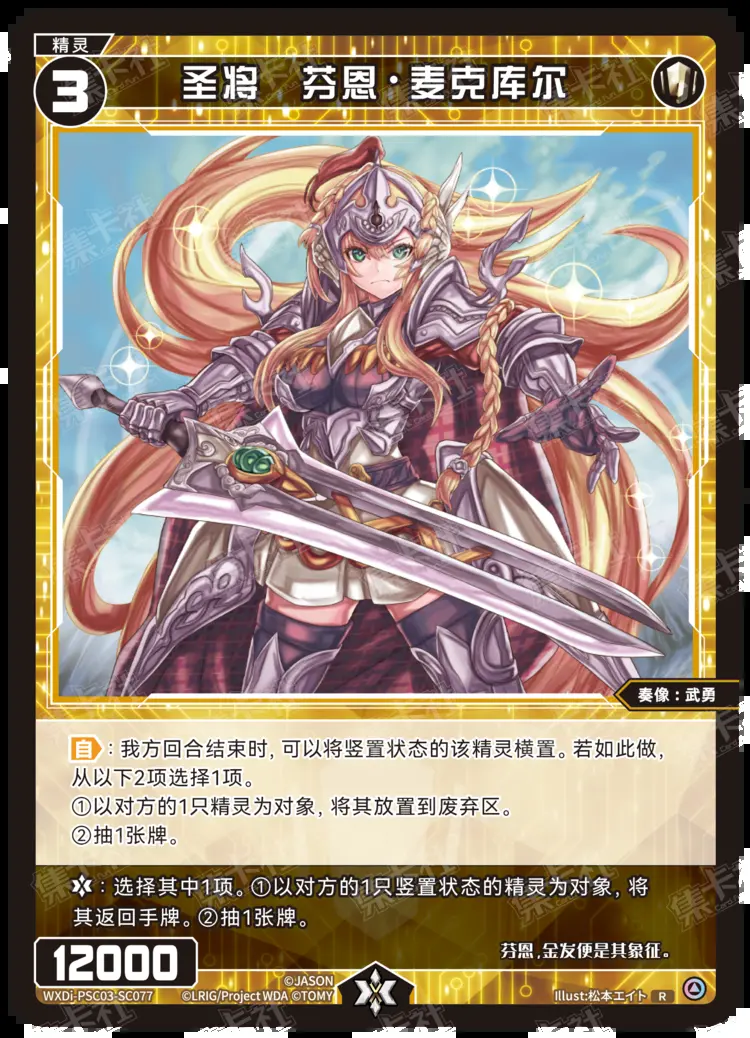 精灵
3
圣将 芬恩·麦克库尔
奏像：武勇
自：我方回合结束时，可以将竖置状态的该精灵横置。若如此做，
从以下2项选择1项。
①以对方的1只精灵为对象，将其放置到废弃区。
②抽1张牌。
：选择其中1项。①以对方的1只竖置状态的精灵为对象，将
其返回手牌。②抽1张牌。
芬恩，金发便是其象征。
12000
©JASON
WXDi-PSC03-SC077 ©LRIG/Project WDA ©TOMY Illust:松本エイト R
集卡社